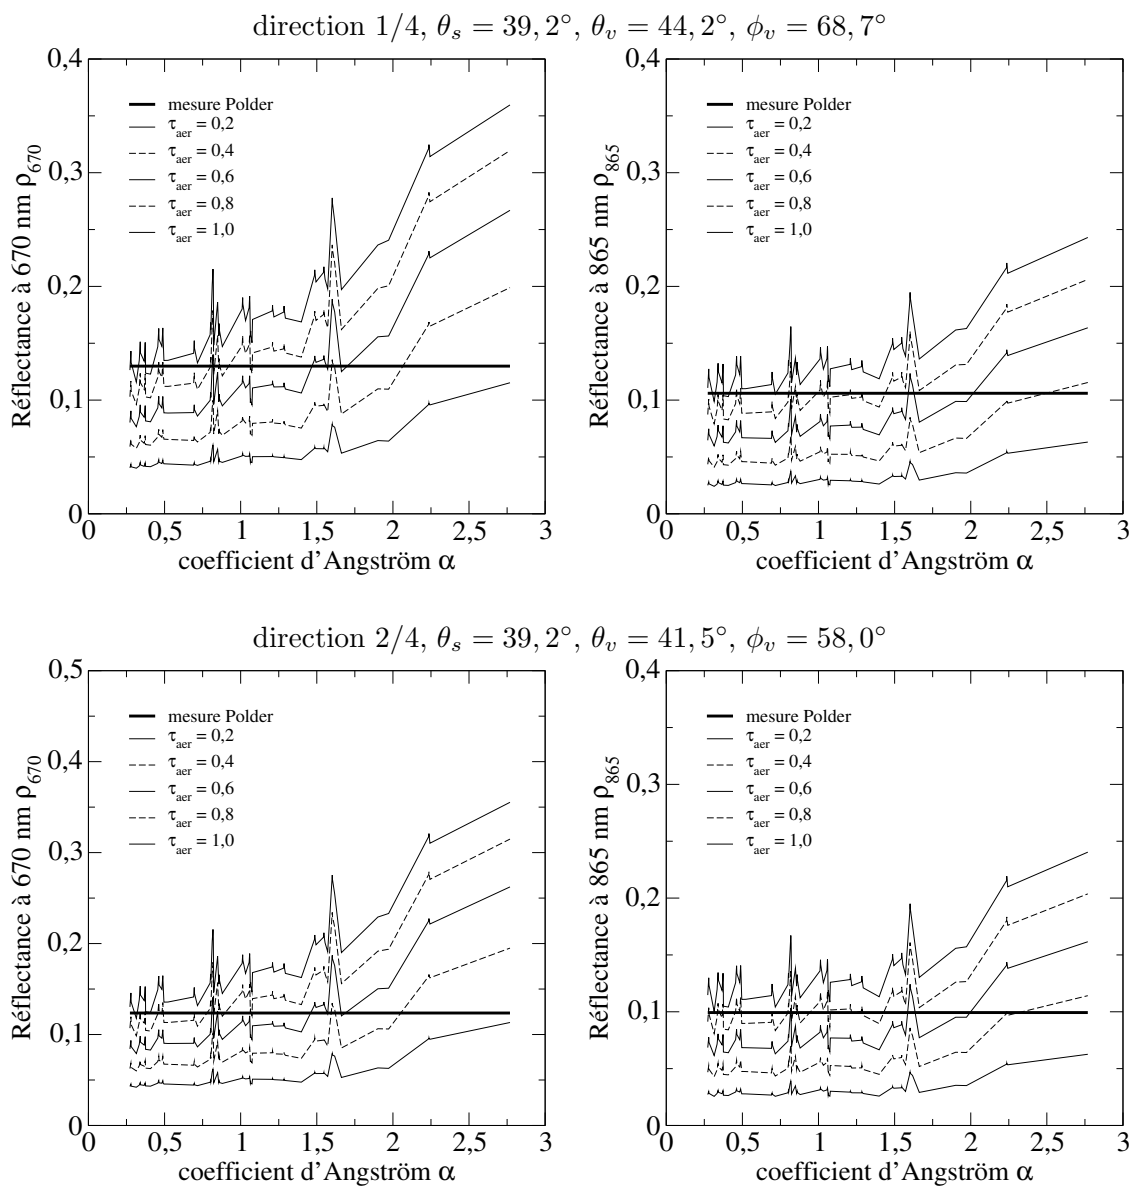 direction 1/4, θs = 39, 2°, θv = 44, 2°, ϕv = 68, 7°
Réflectance à 670 nm ρ670
0,4
0,3
0,2
0,1
0
mesure Polder
τaer = 0,2
τaer = 0,4
τaer = 0,6
τaer = 0,8
τaer = 1,0
0 0,5 1 1,5 2 2,5 3
coefficient d'Angström α
Réflectance à 865 nm ρ865
0,4
0,3
0,2
0,1
0
mesure Polder
τaer = 0,2
τaer = 0,4
τaer = 0,6
τaer = 0,8
τaer = 1,0
0 0,5 1 1,5 2 2,5 3
coefficient d'Angström α
direction 2/4, θs = 39, 2°, θv = 41, 5°, ϕv = 58, 0°
Réflectance à 670 nm ρ670
0,5
0,4
0,3
0,2
0,1
0
mesure Polder
τaer = 0,2
τaer = 0,4
τaer = 0,6
τaer = 0,8
τaer = 1,0
0 0,5 1 1,5 2 2,5 3
coefficient d'Angström α
Réflectance à 865 nm ρ865
0,4
0,3
0,2
0,1
0
mesure Polder
τaer = 0,2
τaer = 0,4
τaer = 0,6
τaer = 0,8
τaer = 1,0
0 0,5 1 1,5 2 2,5 3
coefficient d'Angström α